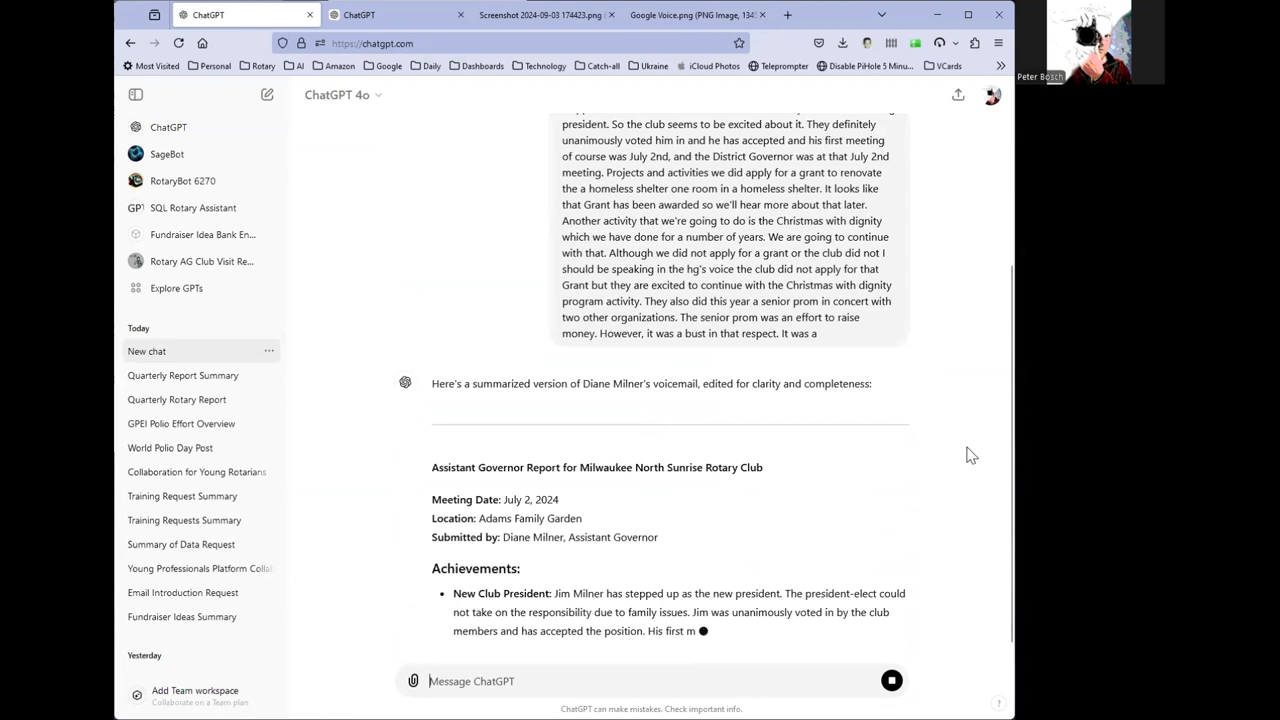 ChatGPT
ChatGPT
Screenshot 2024-09-03 174423.png
Google Voice.png (PNG Image, 134
https://chatgpt.com
Most Visited
Personal
Rotary
AI
Amazon
Daily
Dashboards
Technology
Catch-all
Ukraine
iCloud Photos
Teleprompter
Disable PiHole 5 Minu...
VCards
Peter Bosch
ChatGPT 4o
ChatGPT
SageBot
RotaryBot 6270
SQL Rotary Assistant
Fundraiser Idea Bank En...
Rotary AG Club Visit Re...
Explore GPTs
Today
New chat
Quarterly Report Summary
Quarterly Rotary Report
GPEI Polio Effort Overview
World Polio Day Post
Collaboration for Young Rotarians
Training Request Summary
Training Requests Summary
Summary of Data Request
Young Professionals Platform Colla
Email Introduction Request
Fundraiser Ideas Summary
Yesterday
Add Team workspace
Collaborate on a Team plan
president. So the club seems to be excited about it. They definitely
unanimously voted him in and he has accepted and his first meeting
of course was July 2nd, and the District Governor was at that July 2nd
meeting. Projects and activities we did apply for a grant to renovate
the a homeless shelter one room in a homeless shelter. It looks like
that Grant has been awarded so we'll hear more about that later.
Another activity that we're going to do is the Christmas with dignity
which we have done for a number of years. We are going to continue
with that. Although we did not apply for a grant or the club did not I
should be speaking in the hg's voice the club did not apply for that
Grant but they are excited to continue with the Christmas with dignity
program activity. They also did this year a senior prom in concert with
two other organizations. The senior prom was an effort to raise
money. However, it was a bust in that respect. It was a
Here's a summarized version of Diane Milner's voicemail, edited for clarity and completeness:
Assistant Governor Report for Milwaukee North Sunrise Rotary Club
Meeting Date: July 2, 2024
Location: Adams Family Garden
Submitted by: Diane Milner, Assistant Governor
Achievements:
New Club President: Jim Milner has stepped up as the new president. The president-elect could
not take on the responsibility due to family issues. Jim was unanimously voted in by the club
members and has accepted the position. His first m
Message ChatGPT
ChatGPT can make mistakes. Check important info.
?